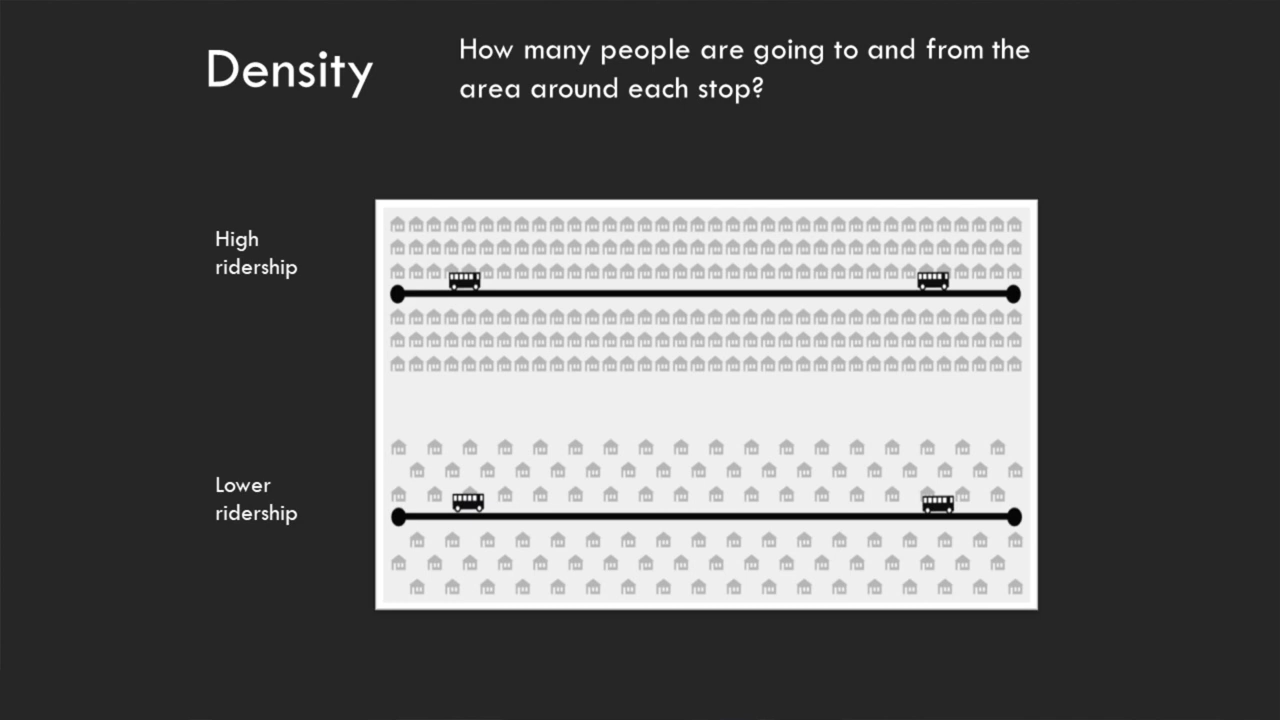 Density
How many people are going to and from the
area around each stop?
High
ridership
Lower
ridership